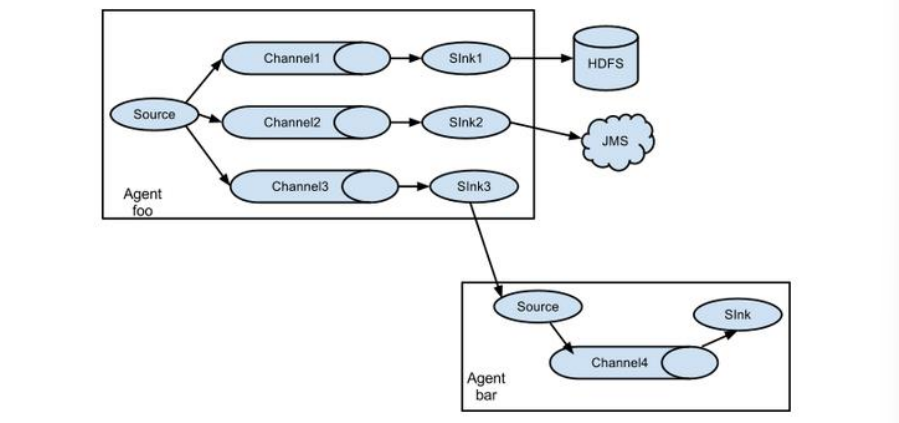 Channel1
SInk1
HDFS
Source
Channel2
SInk2
JMS
Channel3
SInk3
Agent
foo
Source
SInk
Channel4
Agent
bar